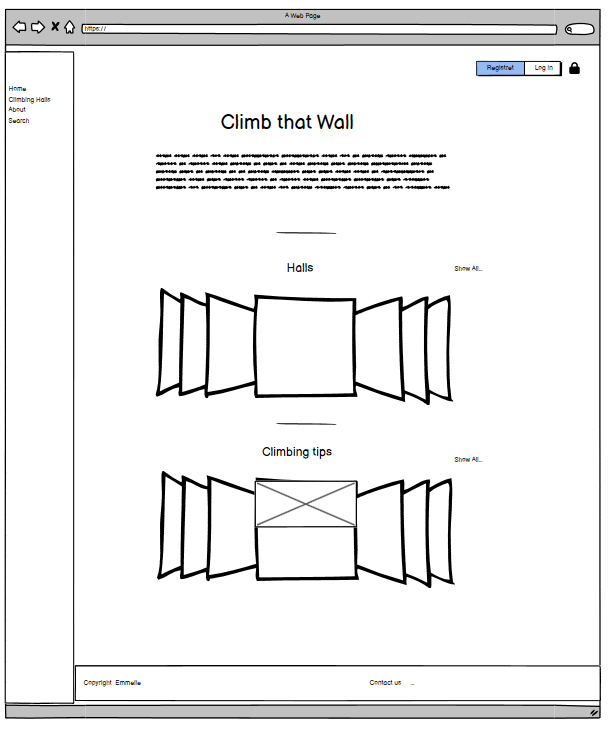 A Web Page
https://
Registret Log In
Home
Climbing Halls
About
Search
Climb that Wall
Halls
Show All...
Climbing tips
Show All...
Copyright Emmelie Contact us ...